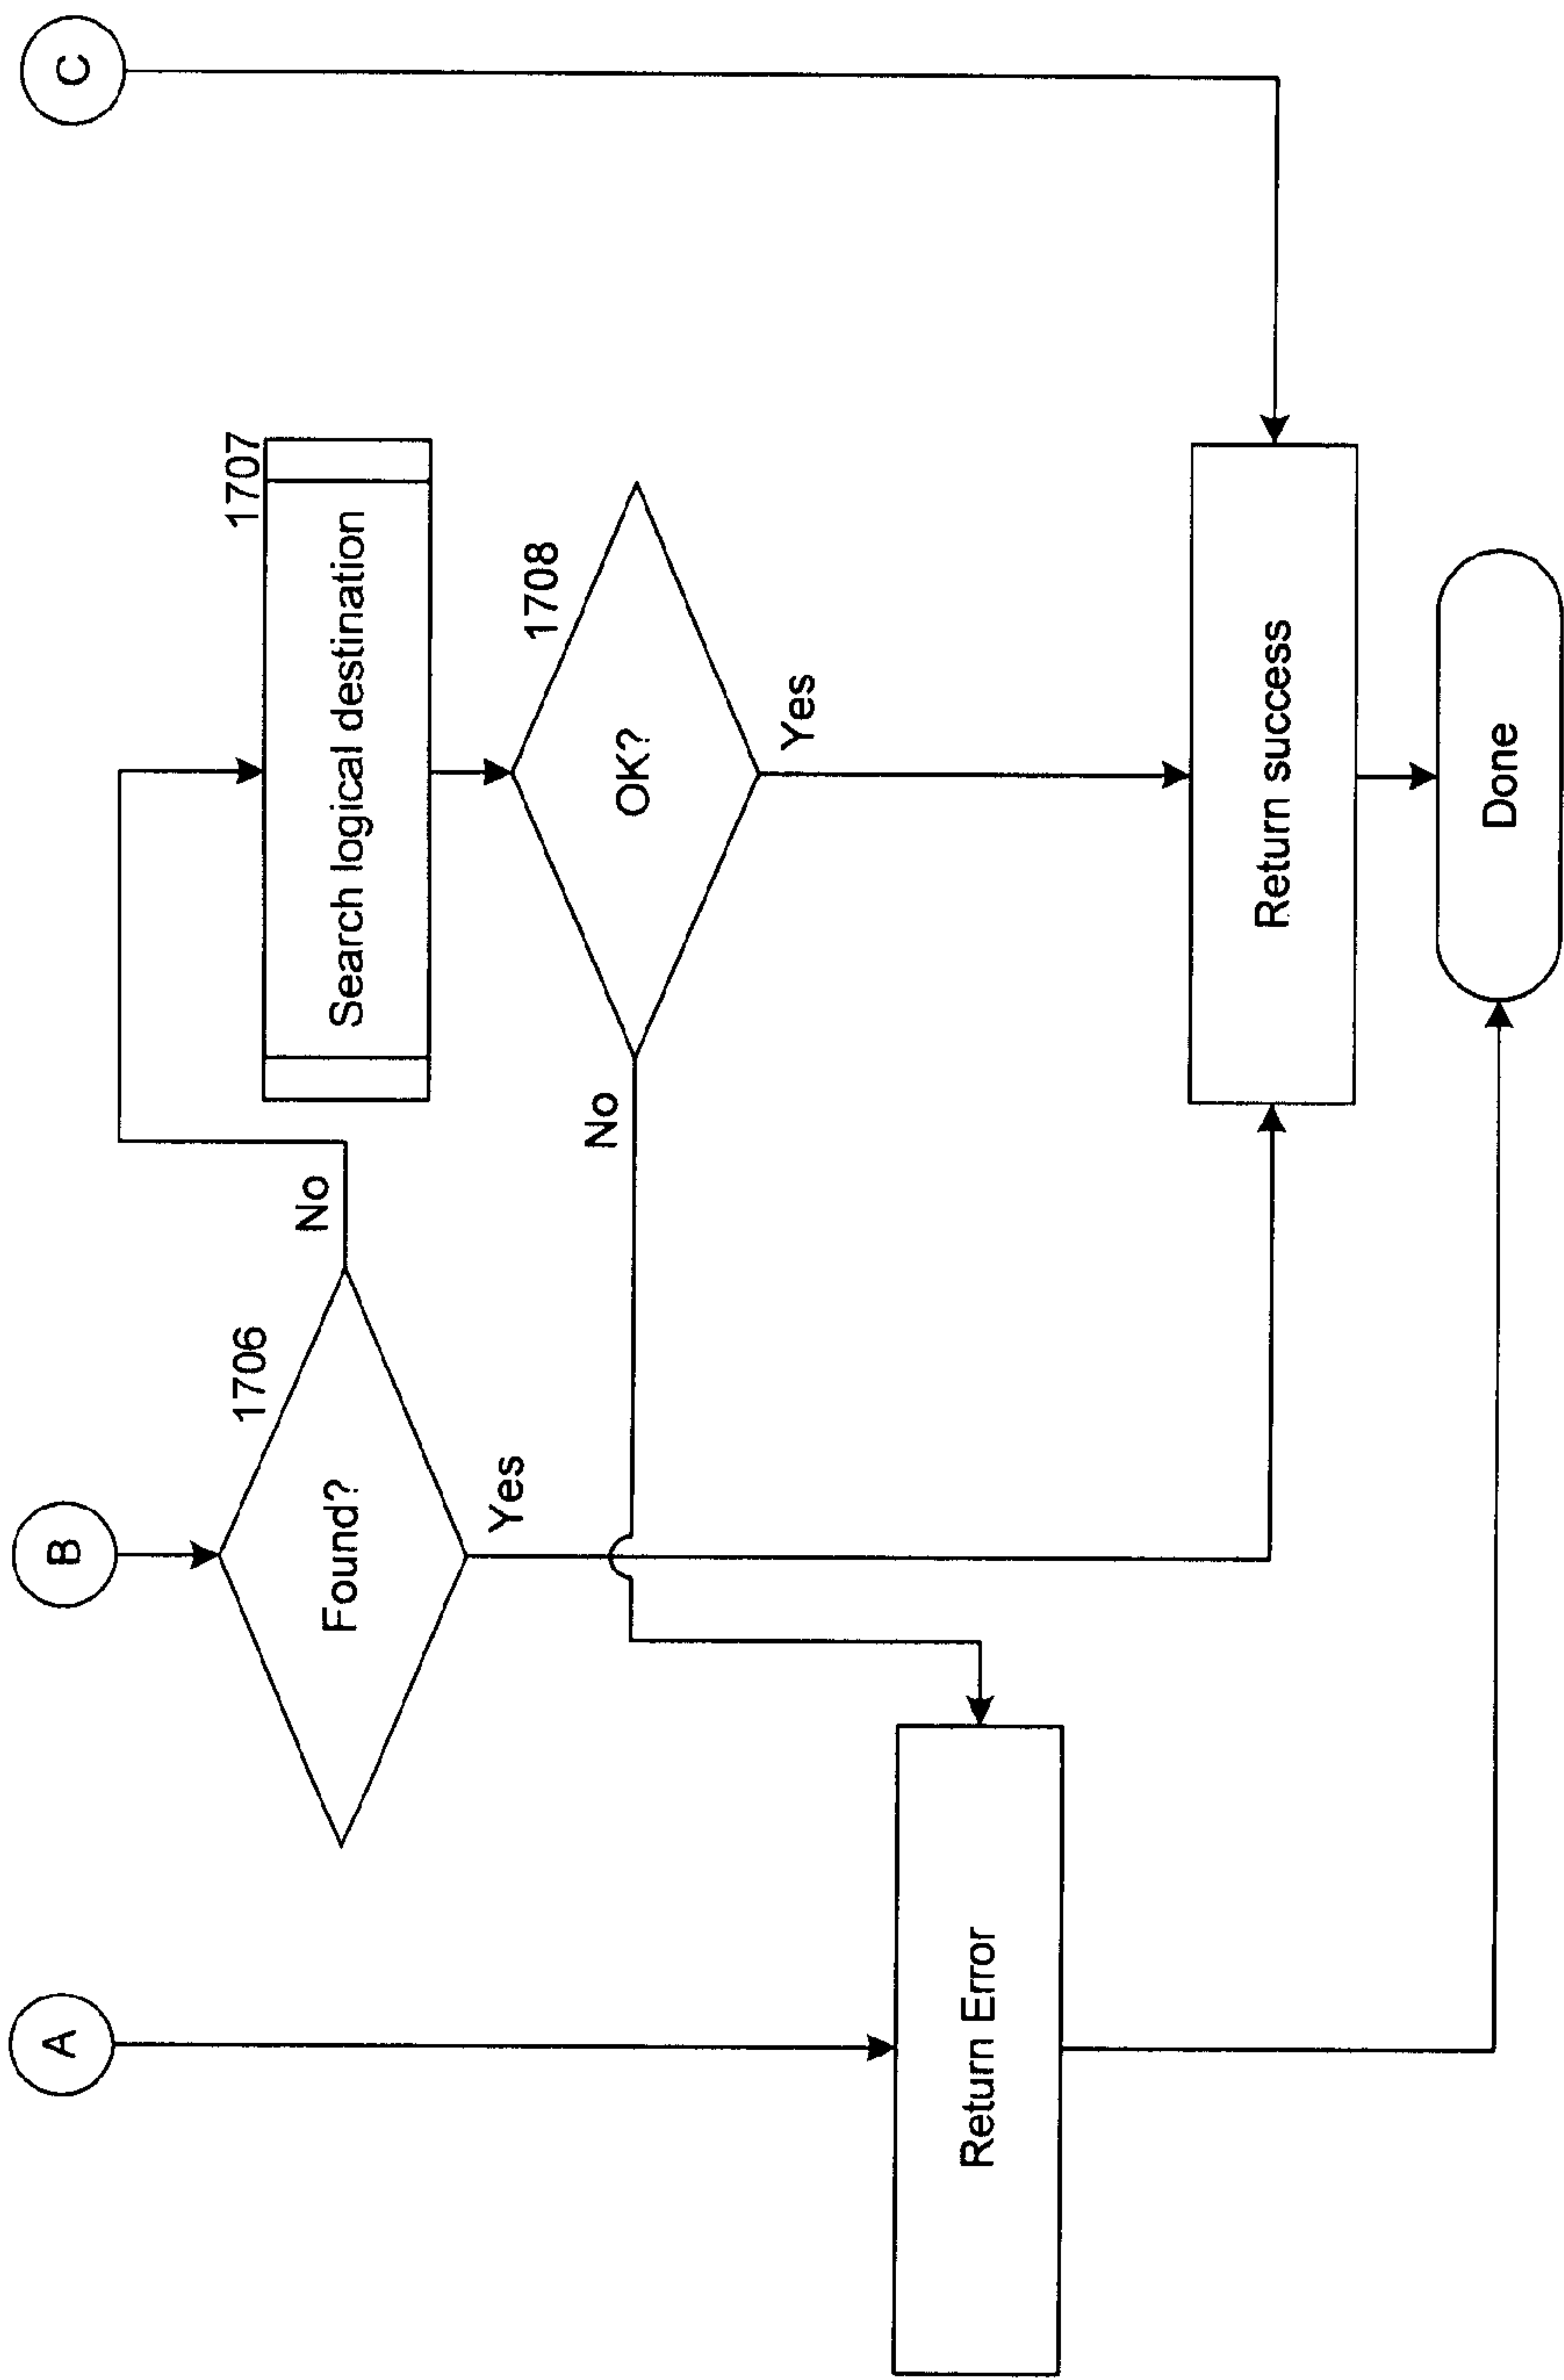 A
B
C
1706
Found?
No
Yes
1707
Search logical destination
1708
OK?
No
Yes
Return Error
Return success
Done